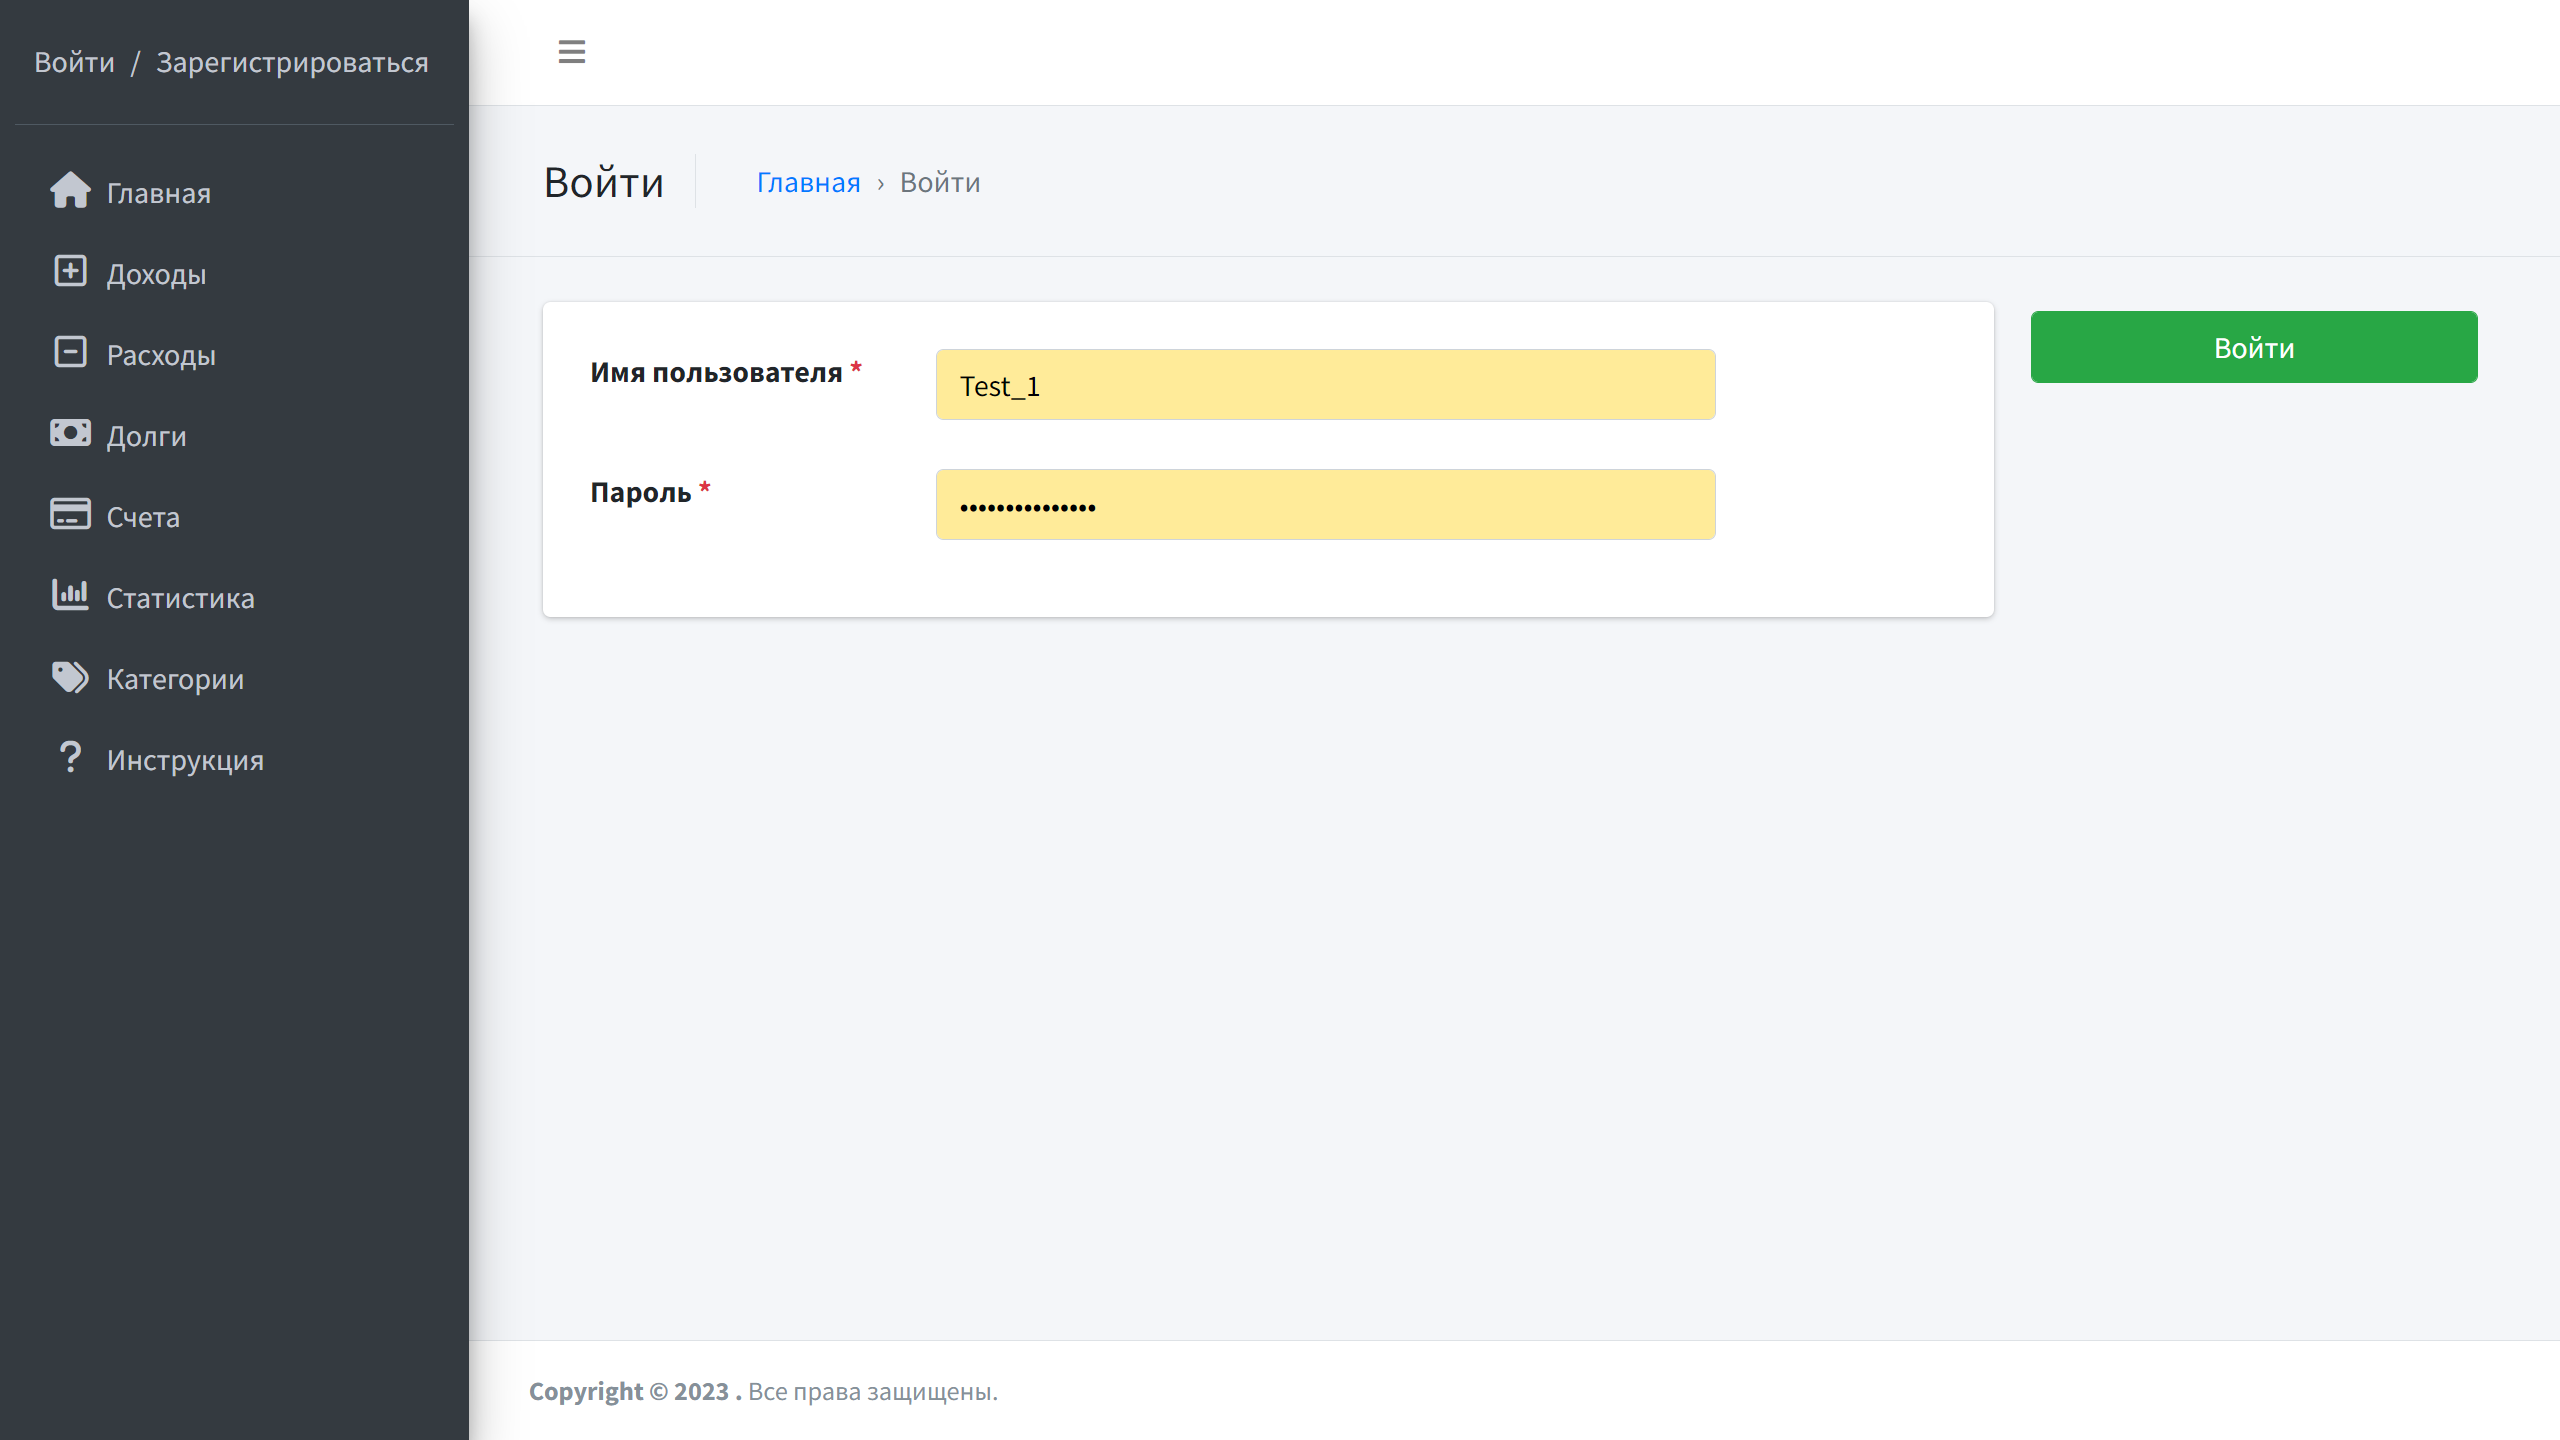 Войти / Зарегистрироваться
Главная
Доходы
Расходы
Долги
Счета
Статистика
Категории
Инструкция
Войти
Главная › Войти
Имя пользователя *
Test_1
Пароль *
•••••••••••••••
Войти
Copyright © 2023 . Все права защищены.